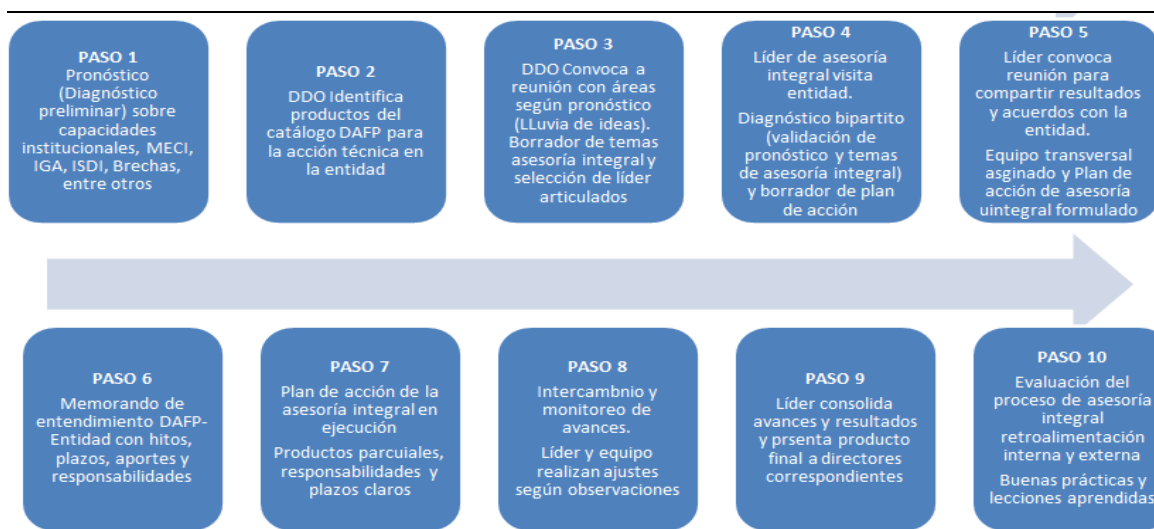 PASO 1
Pronóstico
(Diagnóstico
preliminar) sobre
capacidades
institucionales, MECI,
IGA, ISDI, Brechas,
entre otros
PASO 2
DDO Identifica
productos del
catálogo DAFP para
la acción técnica en
la entidad
PASO 3
DDO Convoca a
reunión con áreas
según pronóstico
(LLuvia de ideas).
Borrador de temas
asesoría integral y
selección de líder
articulados
PASO 4
Líder de asesoría
integral visita
entidad.
Diagnóstico bipartito
(validación de
pronóstico y temas
de asesoría integral)
y borrador de plan
de acción
PASO 5
Líder convoca
reunión para
compartir resultados
y acuerdos con la
entidad.
Equipo transversal
asginado y Plan de
acción de asesoría
uintegral formulado
PASO 6
Memorando de
entendimiento DAFP-
Entidad con hitos,
plazos, aportes y
responsabilidades
PASO 7
Plan de acción de la
asesoría integral en
ejecución
Productos parcuiales,
responsabilidades y
plazos claros
PASO 8
Intercambnio y
monitoreo de
avances.
Líder y equipo
realizan ajustes
según observaciones
PASO 9
Líder consolida
avances y resultados
y prsenta producto
final a directores
correspondientes
PASO 10
Evaluación del
proceso de asesoría
integral
retroalimentación
interna y externa
Buenas prácticas y
lecciones aprendidas